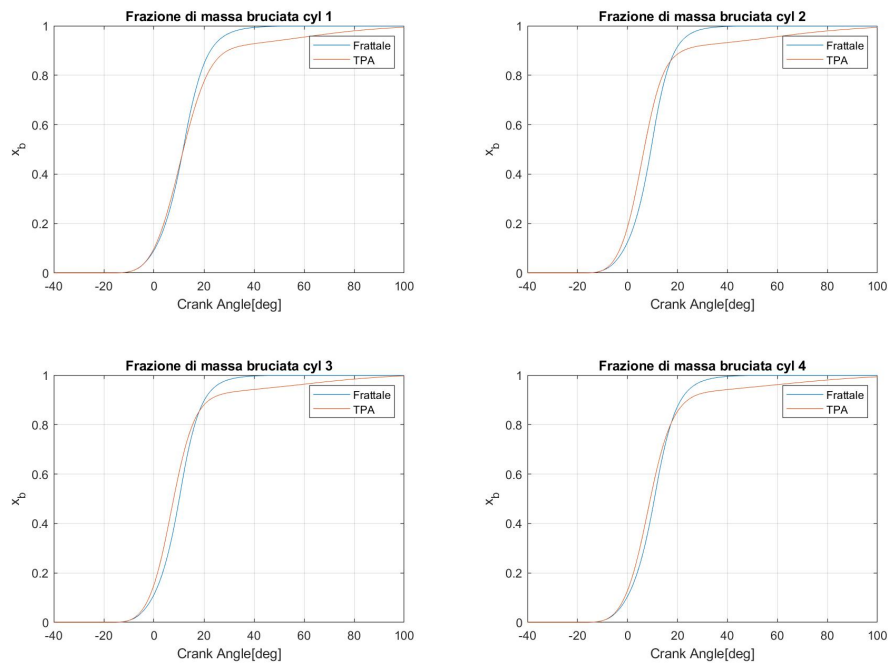 Frazione di massa bruciata cyl 1
1
0.8
0.6
0.4
0.2
0
x_b
-40 -20 0 20 40 60 80 100
Crank Angle[deg]
Frattale
TPA
Frazione di massa bruciata cyl 2
1
0.8
0.6
0.4
0.2
0
x_b
-40 -20 0 20 40 60 80 100
Crank Angle[deg]
Frattale
TPA
Frazione di massa bruciata cyl 3
1
0.8
0.6
0.4
0.2
0
x_b
-40 -20 0 20 40 60 80 100
Crank Angle[deg]
Frattale
TPA
Frazione di massa bruciata cyl 4
1
0.8
0.6
0.4
0.2
0
x_b
-40 -20 0 20 40 60 80 100
Crank Angle[deg]
Frattale
TPA